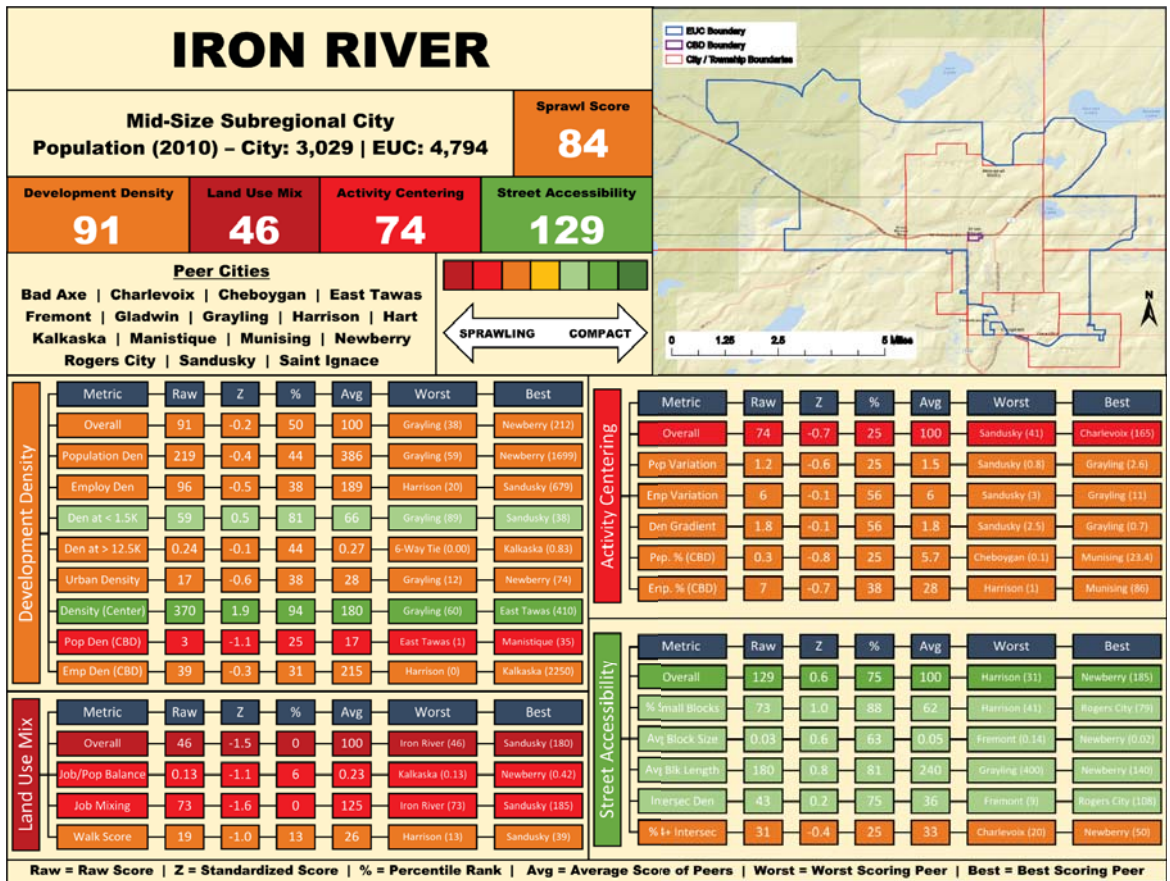 IRON RIVER
Mid-Size Subregional City
Population (2010) – City: 3,029 | EUC: 4,794
Sprawl Score
84
Development Density
91
Land Use Mix
46
Activity Centering
74
Street Accessibility
129
Peer Cities
Bad Axe | Charlevoix | Cheboygan | East Tawas
Fremont | Gladwin | Grayling | Harrison | Hart
Kalkaska | Manistique | Munising | Newberry
Rogers City | Sandusky | Saint Ignace
SPRAWLING COMPACT
EUC Boundary
CBD Boundary
City / Township Boundaries
N
0 1.25 2.5 5 Miles
Development Density
Metric Raw Z % Avg Worst Best
Overall 91 -0.2 50 100 Grayling (38) Newberry (212)
Population Den 219 -0.4 44 386 Grayling (59) Newberry (1699)
Employ Den 96 -0.5 38 189 Harrison (20) Sandusky (679)
Den at < 1.5K 59 0.5 81 66 Grayling (89) Sandusky (38)
Den at > 12.5K 0.24 -0.1 44 0.27 6-Way Tie (0.00) Kalkaska (0.83)
Urban Density 17 -0.6 38 28 Grayling (12) Newberry (74)
Density (Center) 370 1.9 94 180 Grayling (60) East Tawas (410)
Pop Den (CBD) 3 -1.1 25 17 East Tawas (1) Manistique (35)
Emp Den (CBD) 39 -0.3 31 215 Harrison (0) Kalkaska (2250)
Land Use Mix
Metric Raw Z % Avg Worst Best
Overall 46 -1.5 0 100 Iron River (46) Sandusky (180)
Job/Pop Balance 0.13 -1.1 6 0.23 Kalkaska (0.13) Newberry (0.42)
Job Mixing 73 -1.6 0 125 Iron River (73) Sandusky (185)
Walk Score 19 -1.0 13 26 Harrison (13) Sandusky (39)
Activity Centering
Metric Raw Z % Avg Worst Best
Overall 74 -0.7 25 100 Sandusky (41) Charlevoix (165)
Pop Variation 1.2 -0.6 25 1.5 Sandusky (0.8) Grayling (2.6)
Emp Variation 6 -0.1 56 6 Sandusky (3) Grayling (11)
Den Gradient 1.8 -0.1 56 1.8 Sandusky (2.5) Grayling (0.7)
Pop. % (CBD) 0.3 -0.8 25 5.7 Cheboygan (0.1) Munising (23.4)
Emp. % (CBD) 7 -0.7 38 28 Harrison (1) Munising (86)
Street Accessibility
Metric Raw Z % Avg Worst Best
Overall 129 0.6 75 100 Harrison (31) Newberry (185)
% Small Blocks 73 1.0 88 62 Harrison (41) Rogers City (79)
Avg Block Size 0.03 0.6 63 0.05 Fremont (0.14) Newberry (0.02)
Avg Blk Length 180 0.8 81 240 Grayling (400) Newberry (140)
Intersec Den 43 0.2 75 36 Fremont (9) Rogers City (108)
% 4+ Intersec 31 -0.4 25 33 Charlevoix (20) Newberry (50)
Raw = Raw Score | Z = Standardized Score | % = Percentile Rank | Avg = Average Score of Peers | Worst = Worst Scoring Peer | Best = Best Scoring Peer